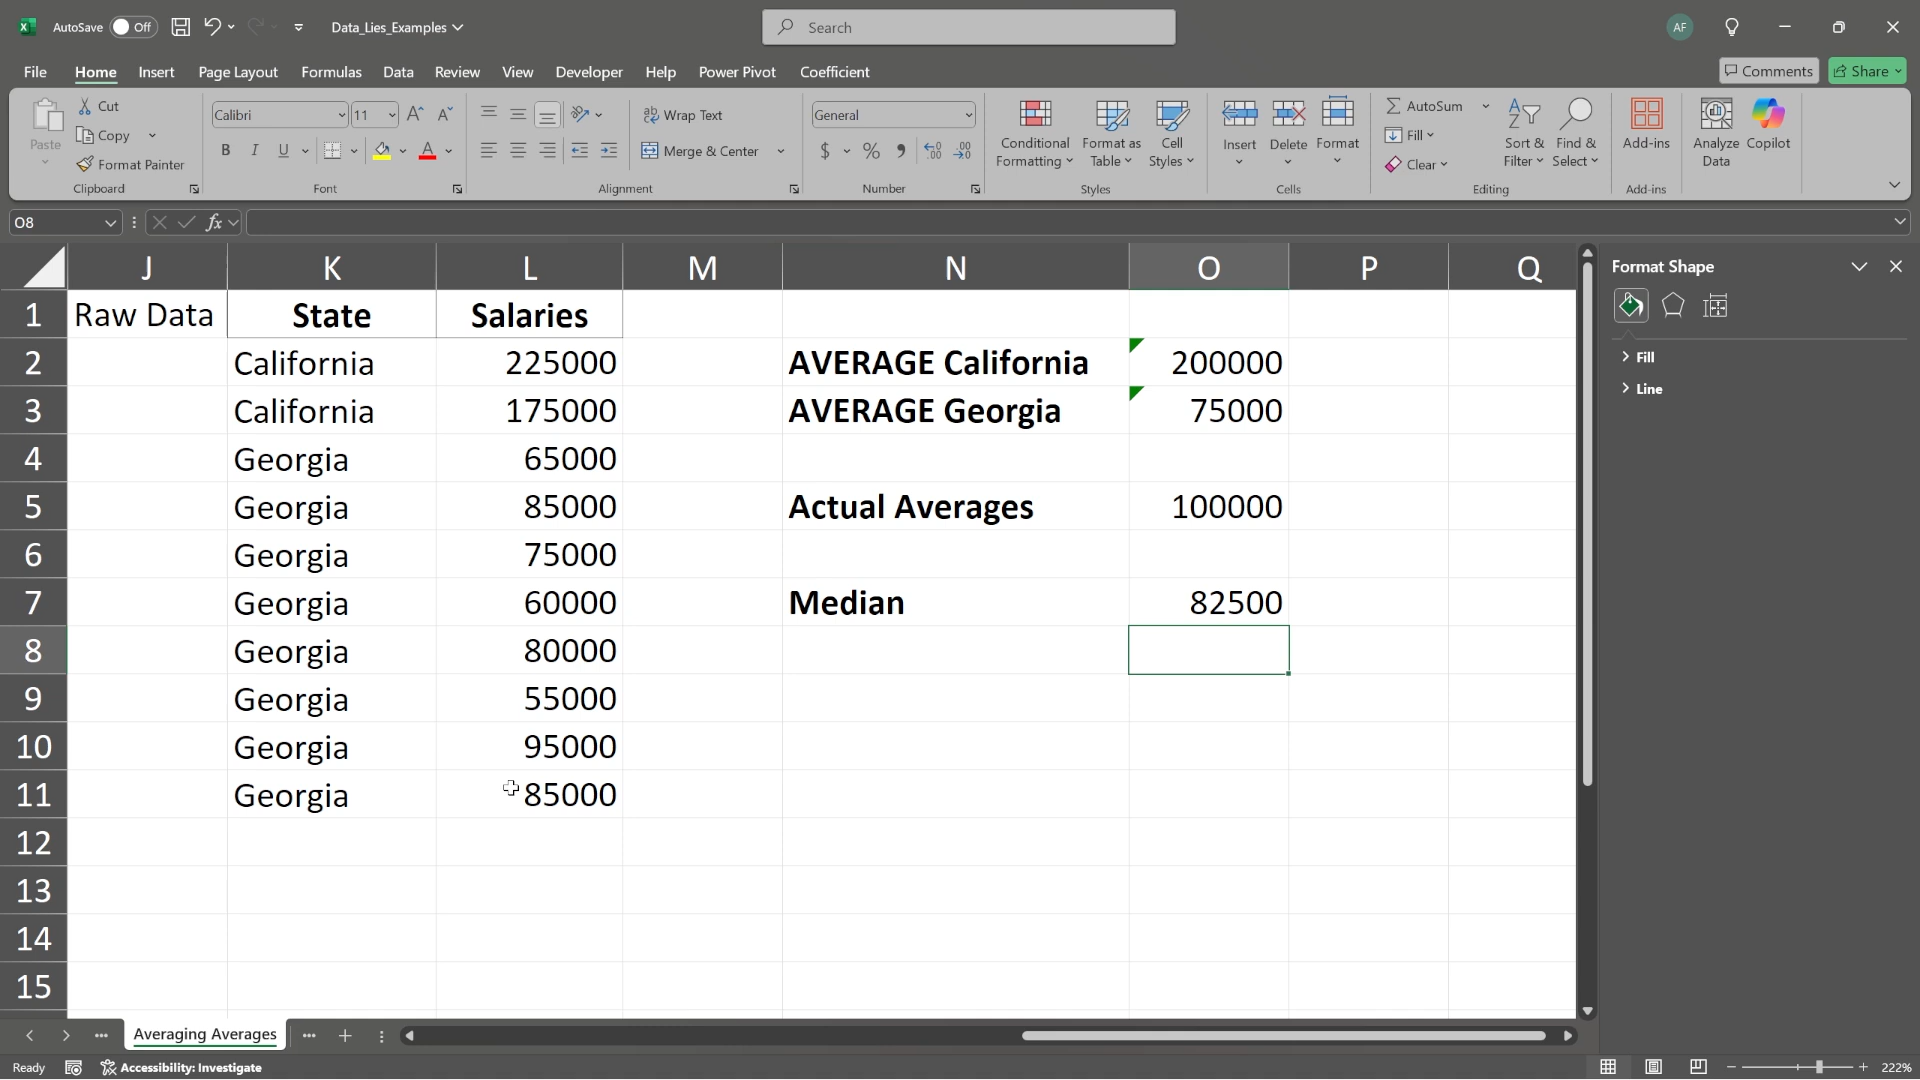 AutoSave Off Data_Lies_Examples Search AF
File Home Insert Page Layout Formulas Data Review View Developer Help Power Pivot Coefficient Comments Share
Paste Cut Copy Format Painter Clipboard
Calibri 11 B I U A Font
Wrap Text Merge & Center Alignment
General $ % Number
Conditional Formatting Format as Table Cell Styles Styles
Insert Delete Format Cells
AutoSum Fill Clear Sort & Filter Find & Select Editing
Add-ins Add-ins
Analyze Data Copilot
O8 fx
J K L M N O P Q
1 Raw Data State Salaries
2 California 225000 AVERAGE California 200000
3 California 175000 AVERAGE Georgia 75000
4 Georgia 65000
5 Georgia 85000 Actual Averages 100000
6 Georgia 75000
7 Georgia 60000 Median 82500
8 Georgia 80000
9 Georgia 55000
10 Georgia 95000
11 Georgia 85000
12
13
14
15
Format Shape
Fill
Line
Averaging Averages
Ready Accessibility: Investigate 222%